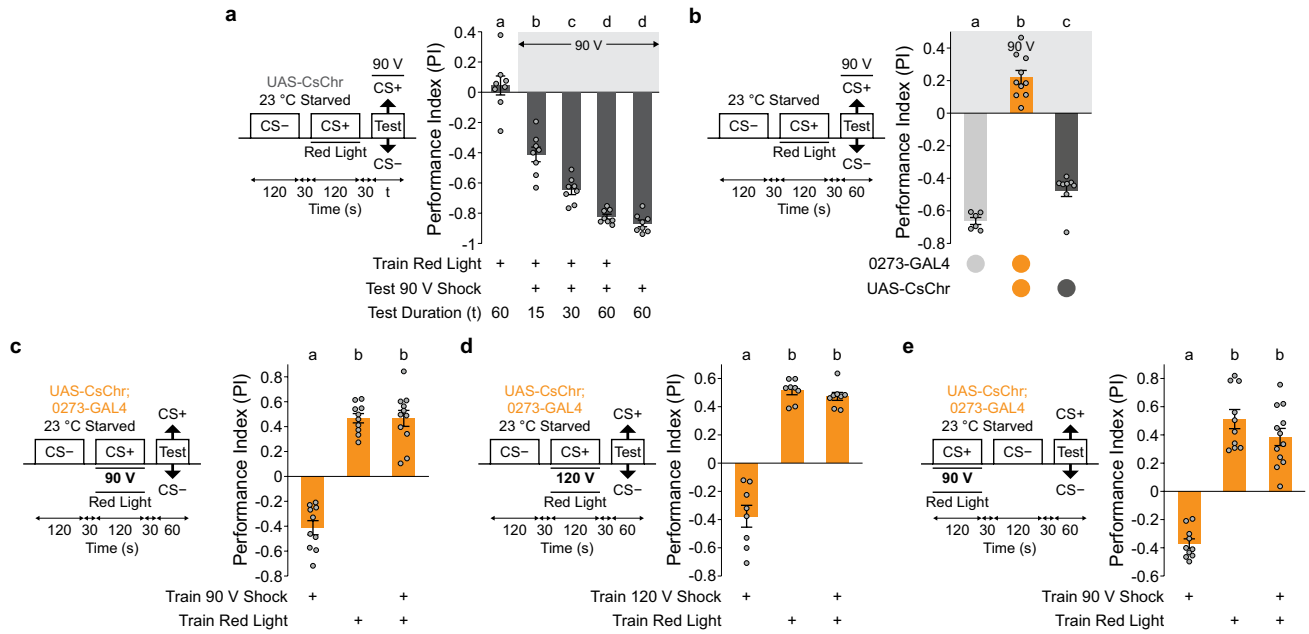 a
UAS-CsChr
23 °C Starved
90 V
CS+
CS−
CS+
Test
Red Light
CS−
120 30 120 30 t
Time (s)
Performance Index (PI)
0.4
0.2
0
-0.2
-0.4
-0.6
-0.8
-1
a b c d d
90 V
Train Red Light + + + +
Test 90 V Shock + + + +
Test Duration (t) 60 15 30 60 60
b
23 °C Starved
90 V
CS+
CS−
CS+
Test
Red Light
CS−
120 30 120 30 60
Time (s)
Performance Index (PI)
0.4
0.2
0
-0.2
-0.4
-0.6
-0.8
a b c
90 V
0273-GAL4
UAS-CsChr
c
UAS-CsChr;
0273-GAL4
23 °C Starved
CS+
CS−
CS+
Test
90 V
CS−
Red Light
120 30 120 30 60
Time (s)
Performance Index (PI)
0.8
0.6
0.4
0.2
0
-0.2
-0.4
-0.6
-0.8
a b b
Train 90 V Shock + +
Train Red Light + +
d
UAS-CsChr;
0273-GAL4
23 °C Starved
CS+
CS−
CS+
Test
120 V
CS−
Red Light
120 30 120 30 60
Time (s)
Performance Index (PI)
0.6
0.4
0.2
0
-0.2
-0.4
-0.6
-0.8
a b b
Train 120 V Shock + +
Train Red Light + +
e
UAS-CsChr;
0273-GAL4
23 °C Starved
CS+
CS+
CS−
Test
90 V
CS−
Red Light
120 30 120 30 60
Time (s)
Performance Index (PI)
0.8
0.6
0.4
0.2
0
-0.2
-0.4
-0.6
a b b
Train 90 V Shock + +
Train Red Light + +